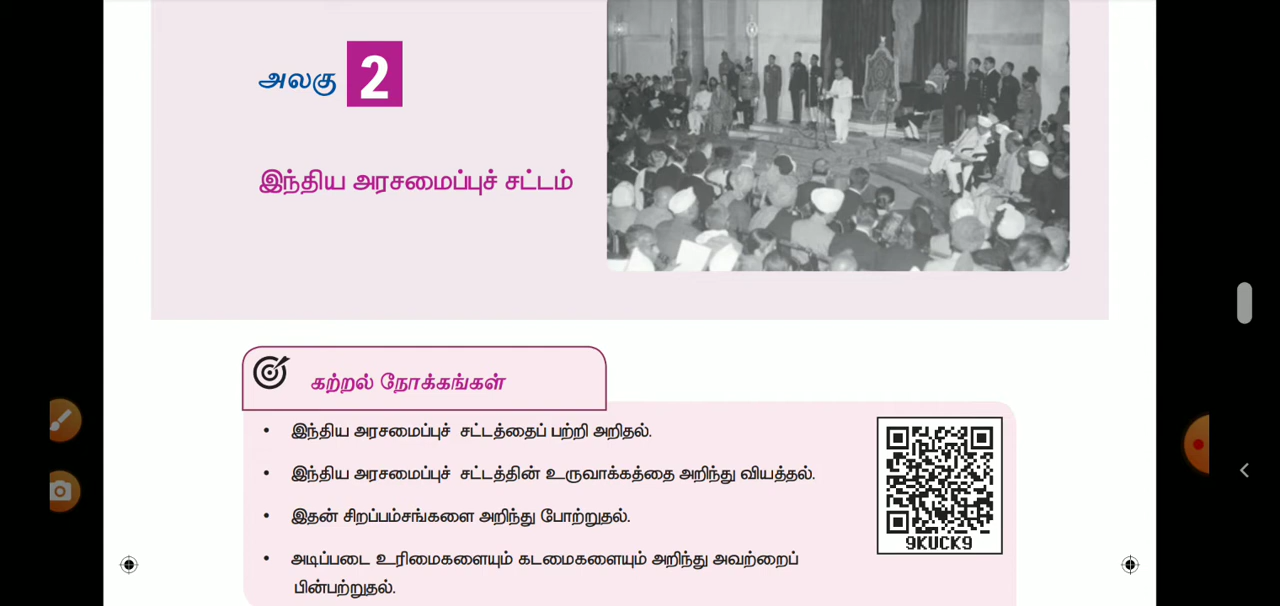 அலகு 2
இந்திய அரசமைப்புச் சட்டம்
கற்றல் நோக்கங்கள்
• இந்திய அரசமைப்புச் சட்டத்தைப் பற்றி அறிதல்.
• இந்திய அரசமைப்புச் சட்டத்தின் உருவாக்கத்தை அறிந்து வியத்தல்.
• இதன் சிறப்பம்சங்களை அறிந்து போற்றுதல்.
• அடிப்படை உரிமைகளையும் கடமைகளையும் அறிந்து அவற்றைப்
பின்பற்றுதல்.
9KUCK9